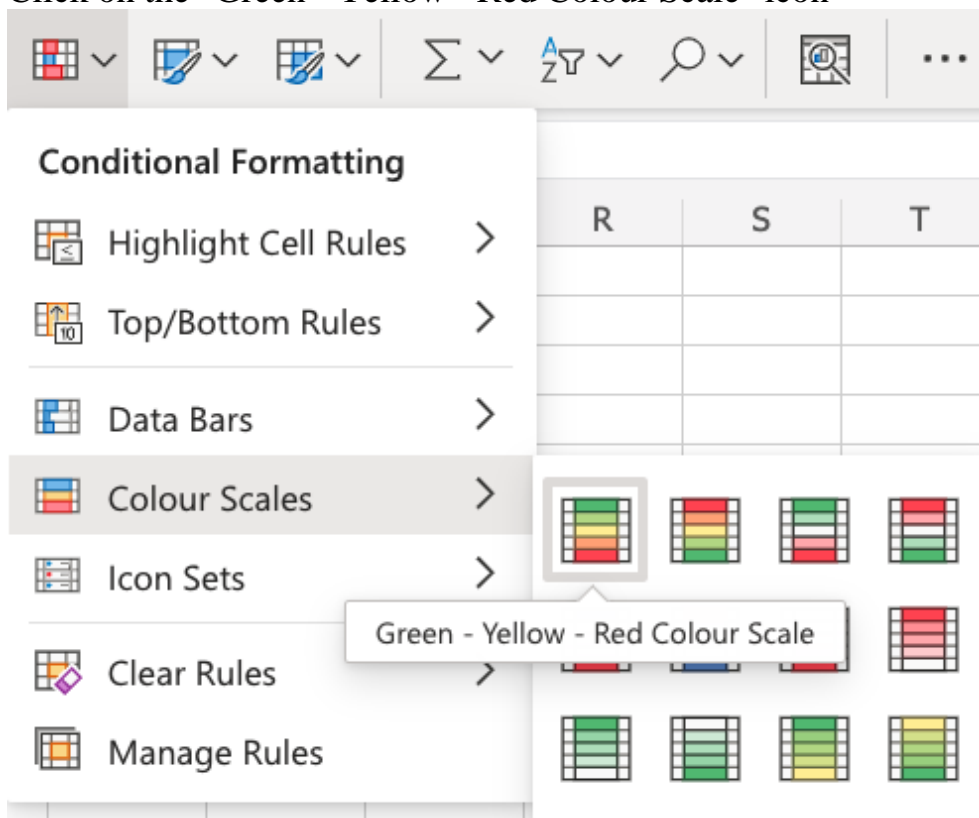 Click on the "Green - Yellow - Red Colour Scale" icon
Conditional Formatting
R S T
Highlight Cell Rules
Top/Bottom Rules
Data Bars
Colour Scales
Icon Sets
Green - Yellow - Red Colour Scale
Clear Rules
Manage Rules